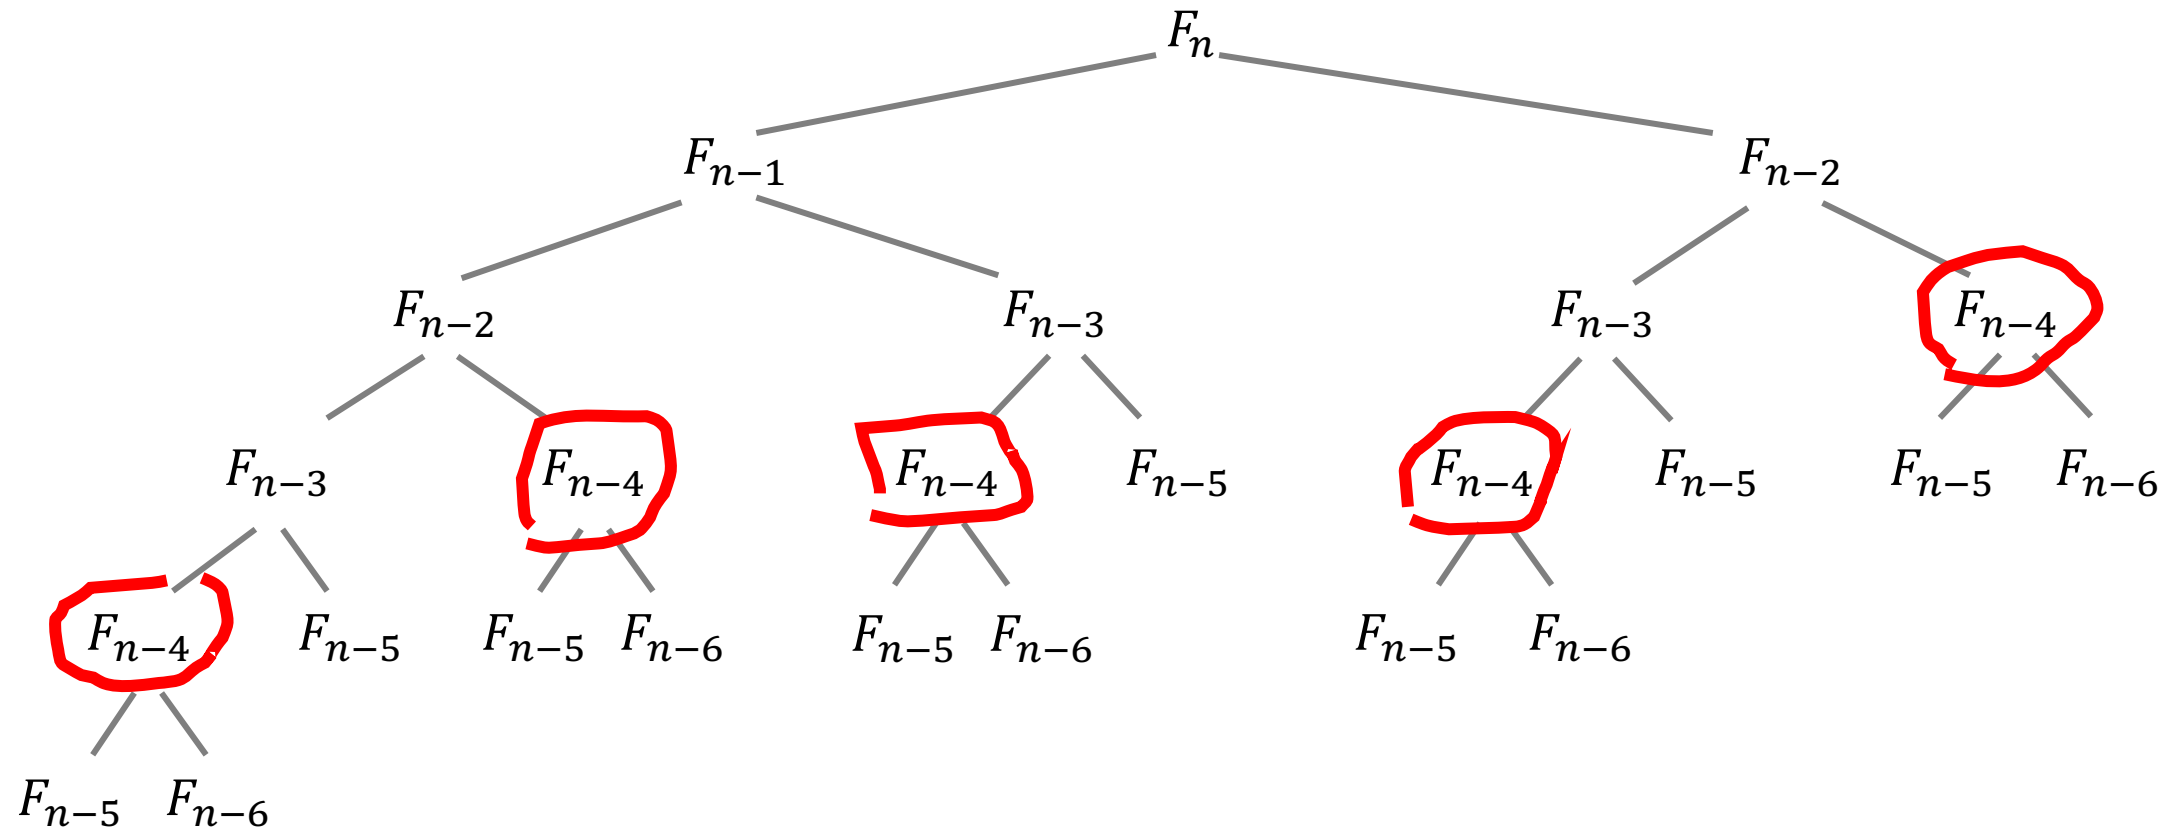 Fₙ
Fₙ₋₁ Fₙ₋₂
Fₙ₋₂ Fₙ₋₃ Fₙ₋₃ Fₙ₋₄
Fₙ₋₃ Fₙ₋₄ Fₙ₋₄ Fₙ₋₅ Fₙ₋₄ Fₙ₋₅ Fₙ₋₅ Fₙ₋₆
Fₙ₋₄ Fₙ₋₅ Fₙ₋₅ Fₙ₋₆ Fₙ₋₅ Fₙ₋₆ Fₙ₋₅ Fₙ₋₆
Fₙ₋₅ Fₙ₋₆